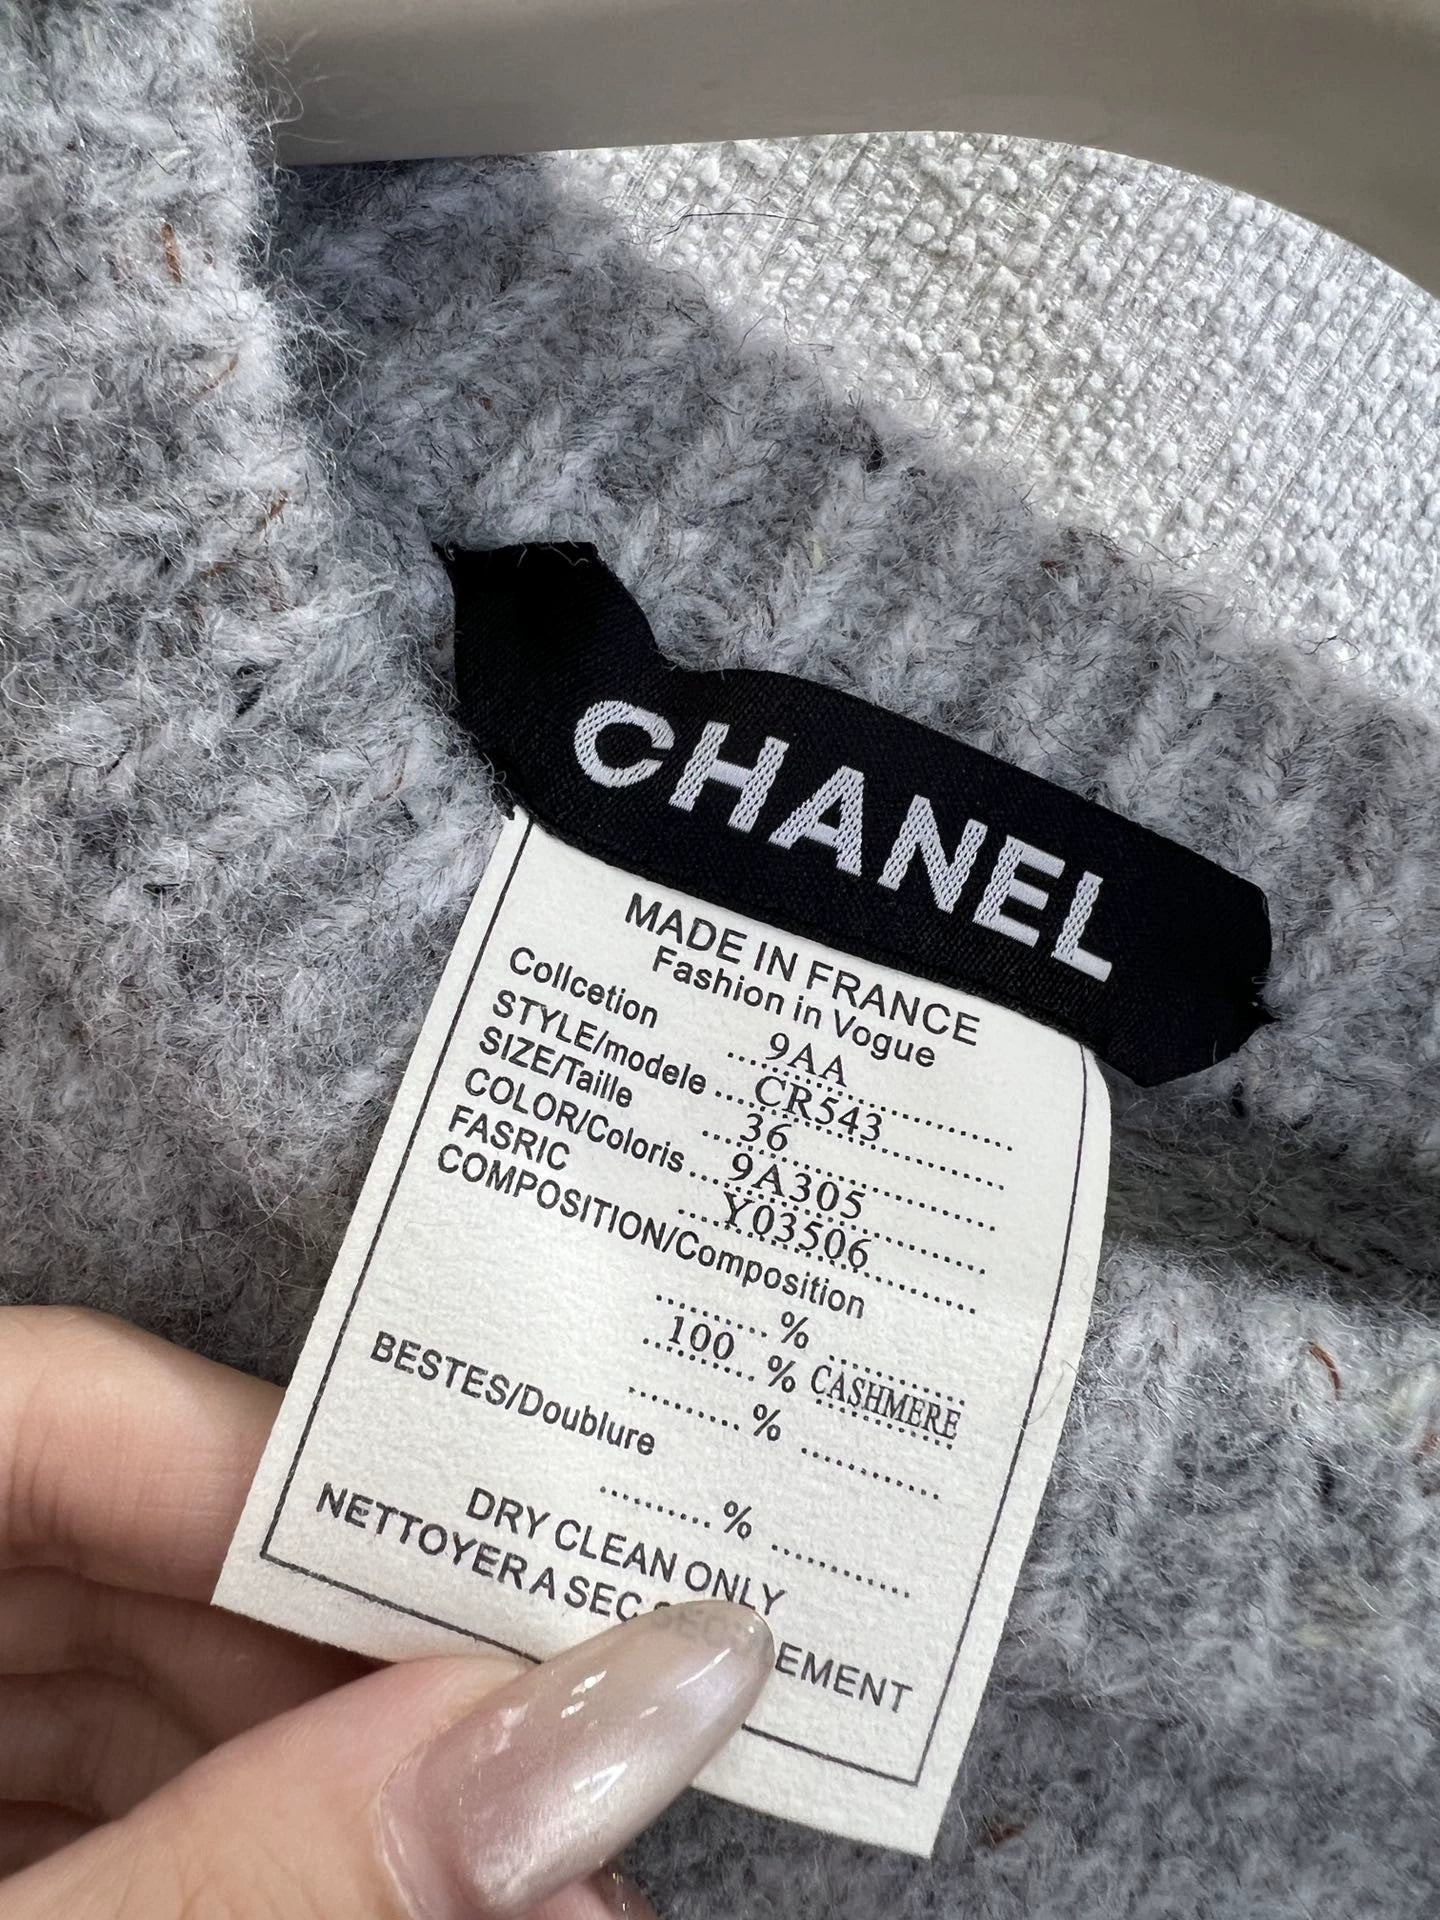 CHANEL
MADE IN FRANCE
Fashion in Vogue
Collcetion ... 9AA
STYLE/modele ... CR543
SIZE/Taille ... 36
COLOR/Coloris ... 9A305
FASRIC ... Y03506
COMPOSITION/Composition
.......... % ..........
..100.. % CASHMERE
.......... % ..........
BESTES/Doublure
.......... % ..........
DRY CLEAN ONLY
NETTOYER A SEC EMENT